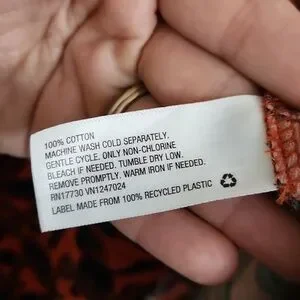 100% COTTON
MACHINE WASH COLD SEPARATELY.
GENTLE CYCLE. ONLY NON-CHLORINE
BLEACH IF NEEDED. TUMBLE DRY LOW.
REMOVE PROMPTLY. WARM IRON IF NEEDED.
RN17730 VN1247024
LABEL MADE FROM 100% RECYCLED PLASTIC